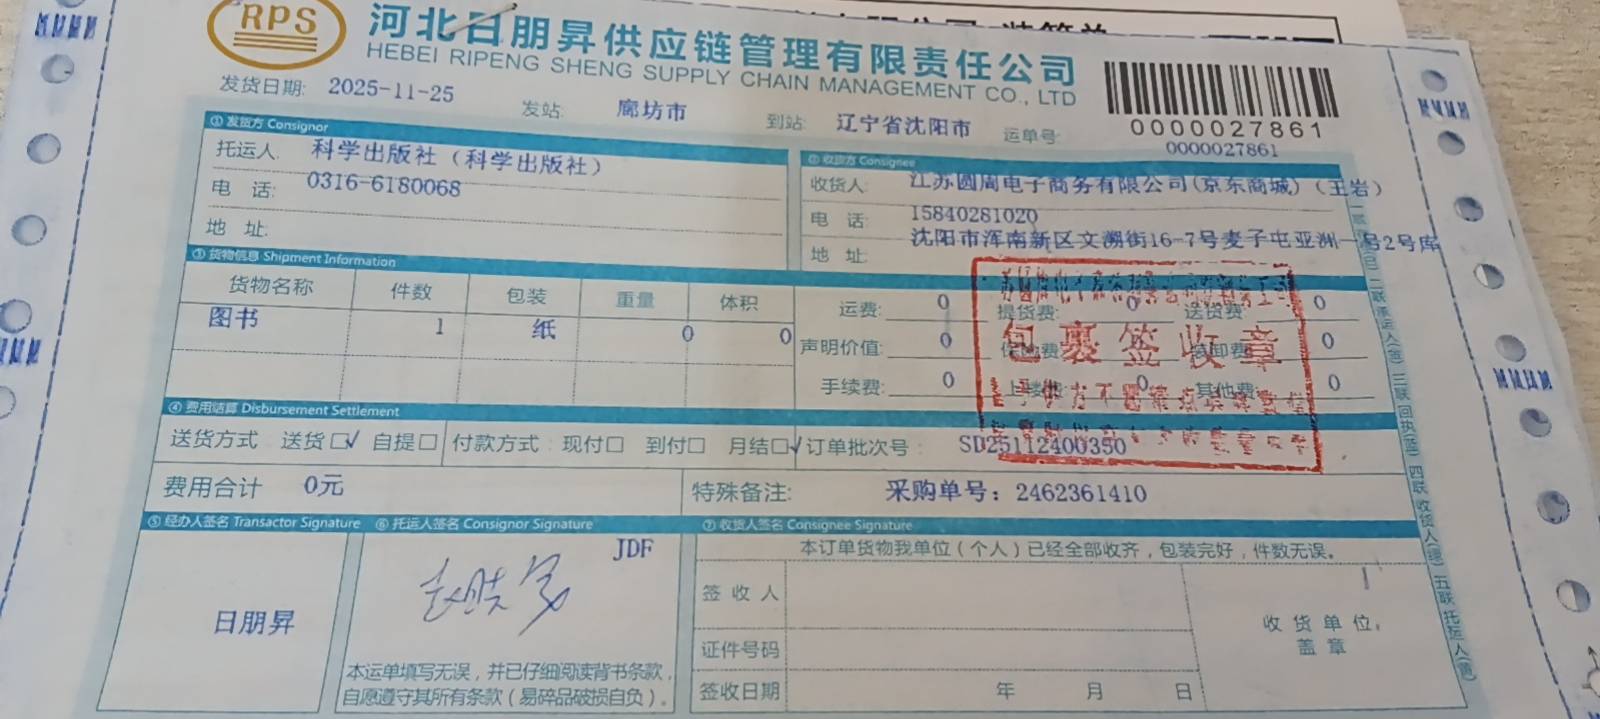 RPS
河北日朋昇供应链管理有限责任公司
HEBEI RIPENG SHENG SUPPLY CHAIN MANAGEMENT CO., LTD
发货日期: 2025-11-25 发站: 廊坊市 到站: 辽宁省沈阳市 运单号:
0000027861
0000027861
① 发货方 Consignor
托运人: 科学出版社（科学出版社）
电 话: 0316-6180068
地 址:
② 收货方 Consignee
收货人: 江苏圆周电子商务有限公司(京东商城)（王岩）
电 话: 15840281020
地 址: 沈阳市浑南新区文溯街16-7号麦子屯亚洲一号2号库
③ 货物信息 Shipment Information
货物名称 件数 包装 重量 体积
图书 1 纸 0 0
运费: 0 提货费: 0 送货费: 0
声明价值: 0 保险费: 装卸费: 0
手续费: 0 上楼费: 0 其他费: 0
包裹签收章
④ 费用结算 Disbursement Settlement
送货方式 送货□√ 自提□ 付款方式: 现付□ 到付□ 月结□√ 订单批次号: SD25112400350
费用合计 0元 特殊备注: 采购单号: 2462361410
⑤ 经办人签名 Transactor Signature ⑥ 托运人签名 Consignor Signature ⑦ 收货人签名 Consignee Signature
日朋昇
JDF
本运单填写无误，并已仔细阅读背书条款，
自愿遵守其所有条款（易碎品破损自负）。
本订单货物我单位（个人）已经全部收齐，包装完好，件数无误。
签 收 人
证件号码
签收日期 年 月 日
1
收 货 单 位:
盖 章